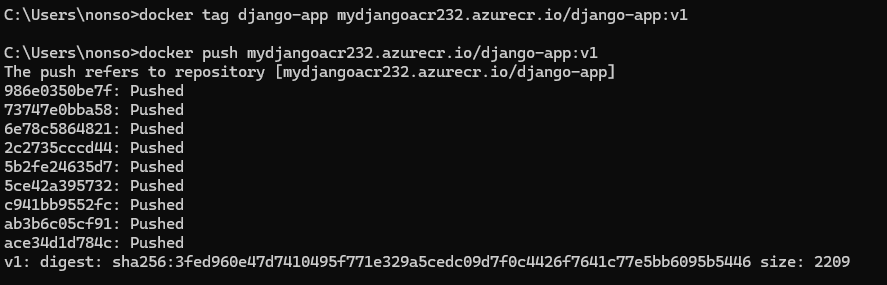 C:\Users\nonso>docker tag django-app mydjangoacr232.azurecr.io/django-app:v1
C:\Users\nonso>docker push mydjangoacr232.azurecr.io/django-app:v1
The push refers to repository [mydjangoacr232.azurecr.io/django-app]
986e0350be7f: Pushed
73747e0bba58: Pushed
6e78c5864821: Pushed
2c2735cccd44: Pushed
5b2fe24635d7: Pushed
5ce42a395732: Pushed
c941bb9552fc: Pushed
ab3b6c05cf91: Pushed
ace34d1d784c: Pushed
v1: digest: sha256:3fed960e47d7410495f771e329a5cedc09d7f0c4426f7641c77e5bb6095b5446 size: 2209